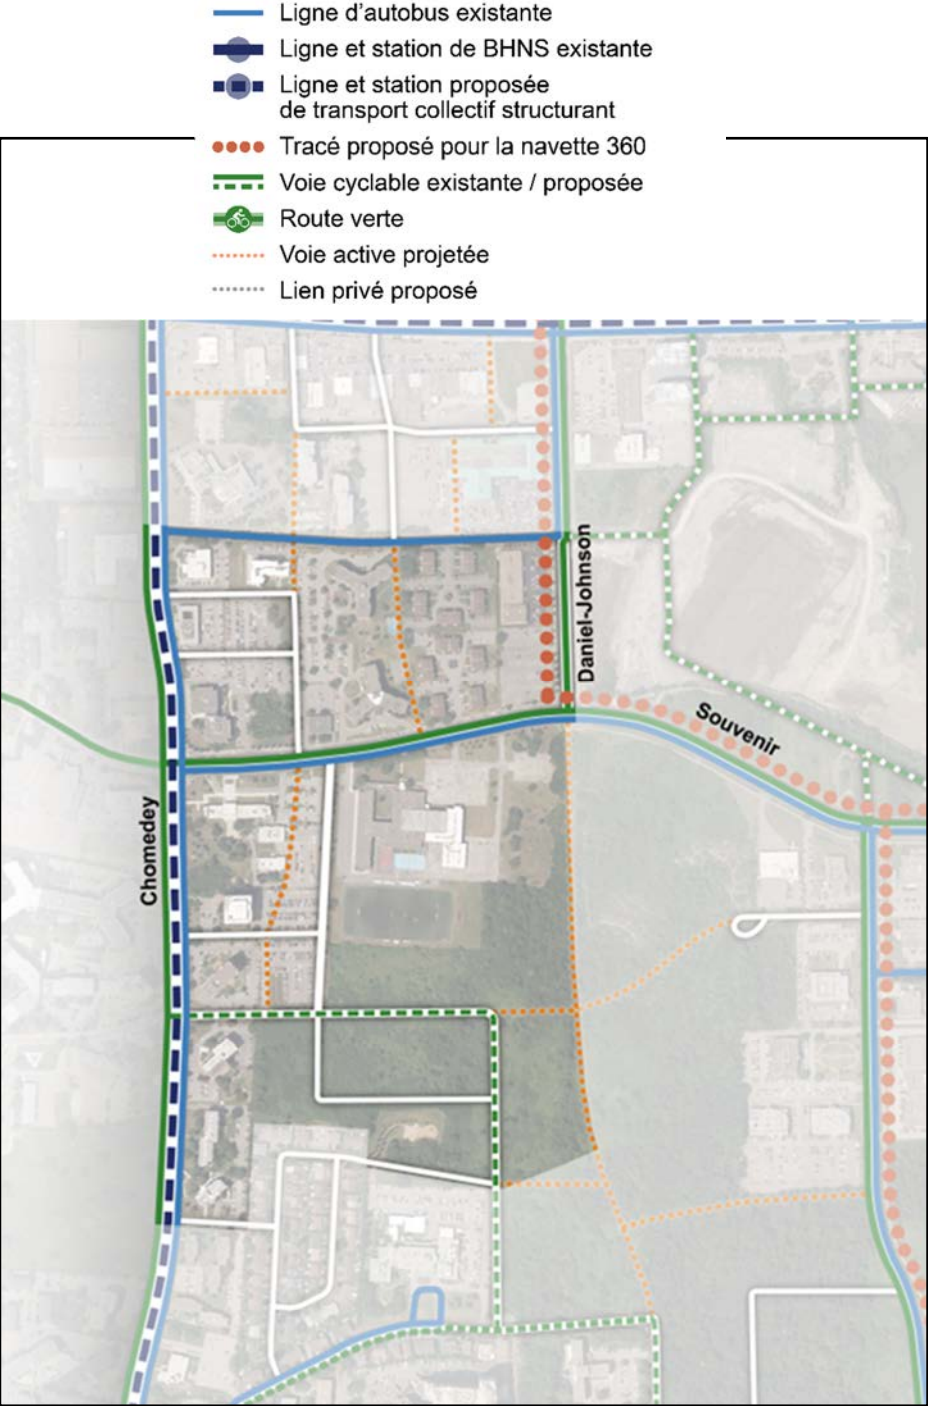 Ligne d'autobus existante
Ligne et station de BHNS existante
Ligne et station proposée
de transport collectif structurant
Tracé proposé pour la navette 360
Voie cyclable existante / proposée
Route verte
Voie active projetée
Lien privé proposé
Daniel-Johnson
Souvenir
Chomedey